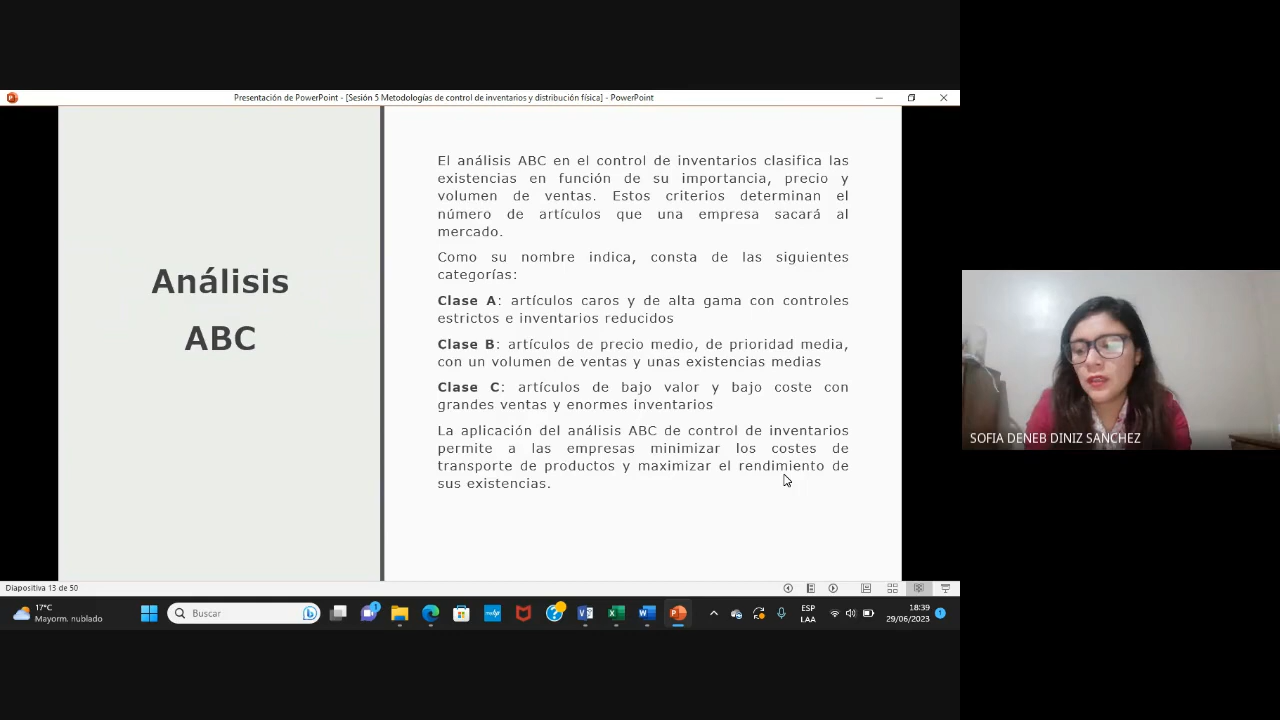 Presentación de PowerPoint - [Sesión 5 Metodologías de control de inventarios y distribución física] - PowerPoint
Análisis
ABC
El análisis ABC en el control de inventarios clasifica las
existencias en función de su importancia, precio y
volumen de ventas. Estos criterios determinan el
número de artículos que una empresa sacará al
mercado.
Como su nombre indica, consta de las siguientes
categorías:
Clase A: artículos caros y de alta gama con controles
estrictos e inventarios reducidos
Clase B: artículos de precio medio, de prioridad media,
con un volumen de ventas y unas existencias medias
Clase C: artículos de bajo valor y bajo coste con
grandes ventas y enormes inventarios
La aplicación del análisis ABC de control de inventarios
permite a las empresas minimizar los costes de
transporte de productos y maximizar el rendimiento de
sus existencias.
SOFIA DENEB DINIZ SANCHEZ
Diapositiva 13 de 50
17°C
Mayorm. nublado
Buscar
ESP
LAA
18:39
29/06/2023